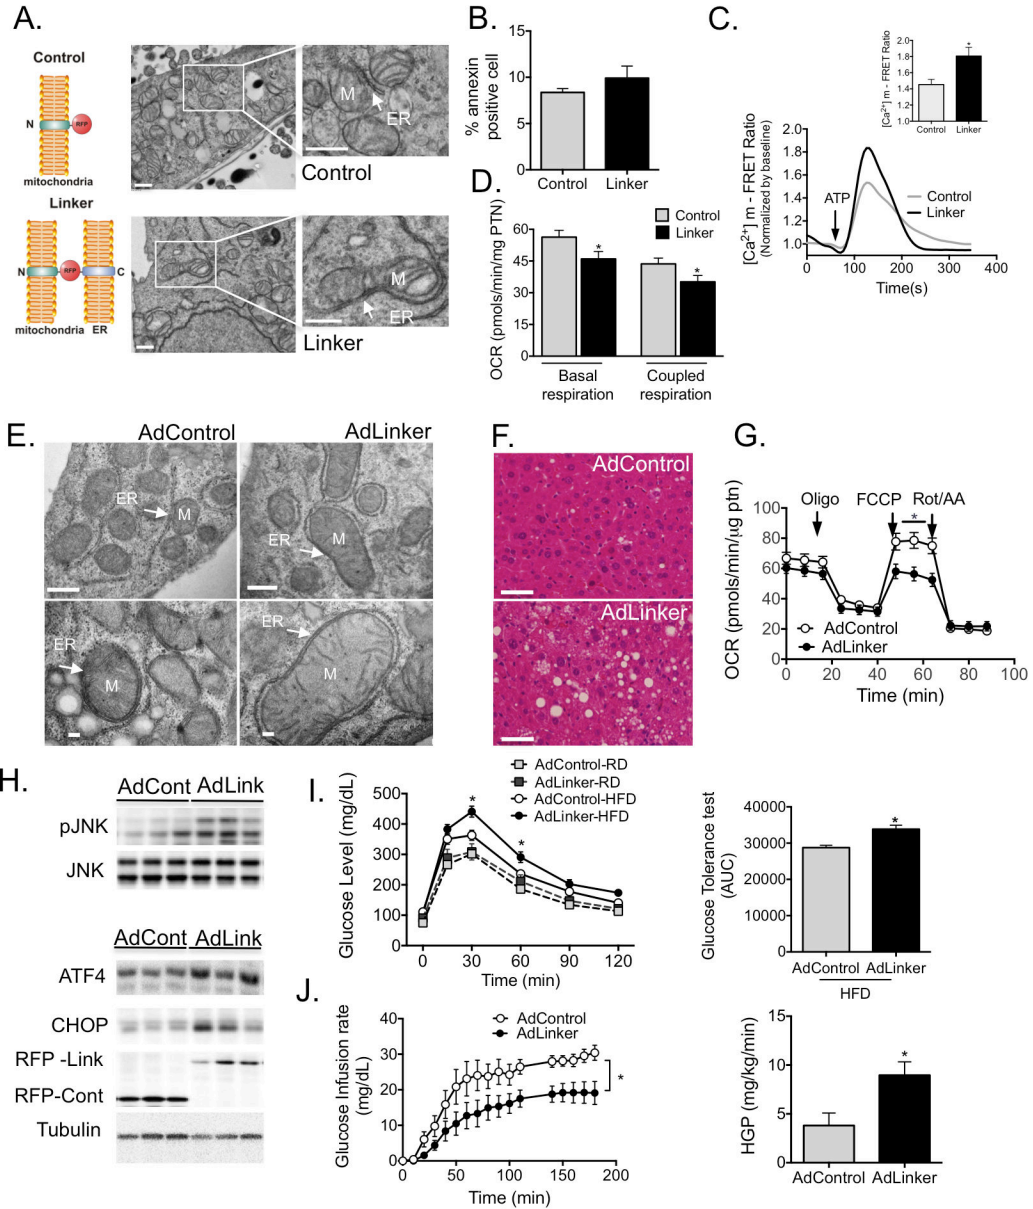 A.
Control
N
RFP
mitochondria
Linker
N
RFP
C
mitochondria
ER
M
ER
Control
M
ER
Linker
B.
% annexin
positive cell
15
10
5
0
Control
Linker
C.
[Ca²⁺] m - FRET Ratio
2.0
1.8
1.6
1.4
1.2
1.0
*
Control
Linker
[Ca²⁺] m - FRET Ratio
(Normalized by baseline)
2.0
1.8
1.6
1.4
1.2
1.0
ATP
Control
Linker
0
100
200
300
400
Time(s)
D.
OCR (pmols/min/mg PTN)
60
45
30
15
0
Control
Linker
*
*
Basal
respiration
Coupled
respiration
E.
AdControl
AdLinker
ER
M
ER
M
ER
M
ER
M
F.
AdControl
AdLinker
G.
OCR (pmols/min/µg ptn)
100
80
60
40
20
0
Oligo
FCCP
Rot/AA
*
AdControl
AdLinker
0
20
40
60
80
100
Time (min)
H.
AdCont
AdLink
pJNK
JNK
AdCont
AdLink
ATF4
CHOP
RFP -Link
RFP-Cont
Tubulin
I.
AdControl-RD
AdLinker-RD
AdControl-HFD
AdLinker-HFD
Glucose Level (mg/dL)
500
400
300
200
100
0
*
*
0
30
60
90
120
Time (min)
Glucose Tolerance test
(AUC)
40000
30000
20000
10000
0
*
AdControl
AdLinker
HFD
J.
AdControl
AdLinker
Glucose Infusion rate
(mg/dL)
40
30
20
10
0
*
0
50
100
150
200
Time (min)
HGP (mg/kg/min)
15
10
5
0
*
AdControl
AdLinker